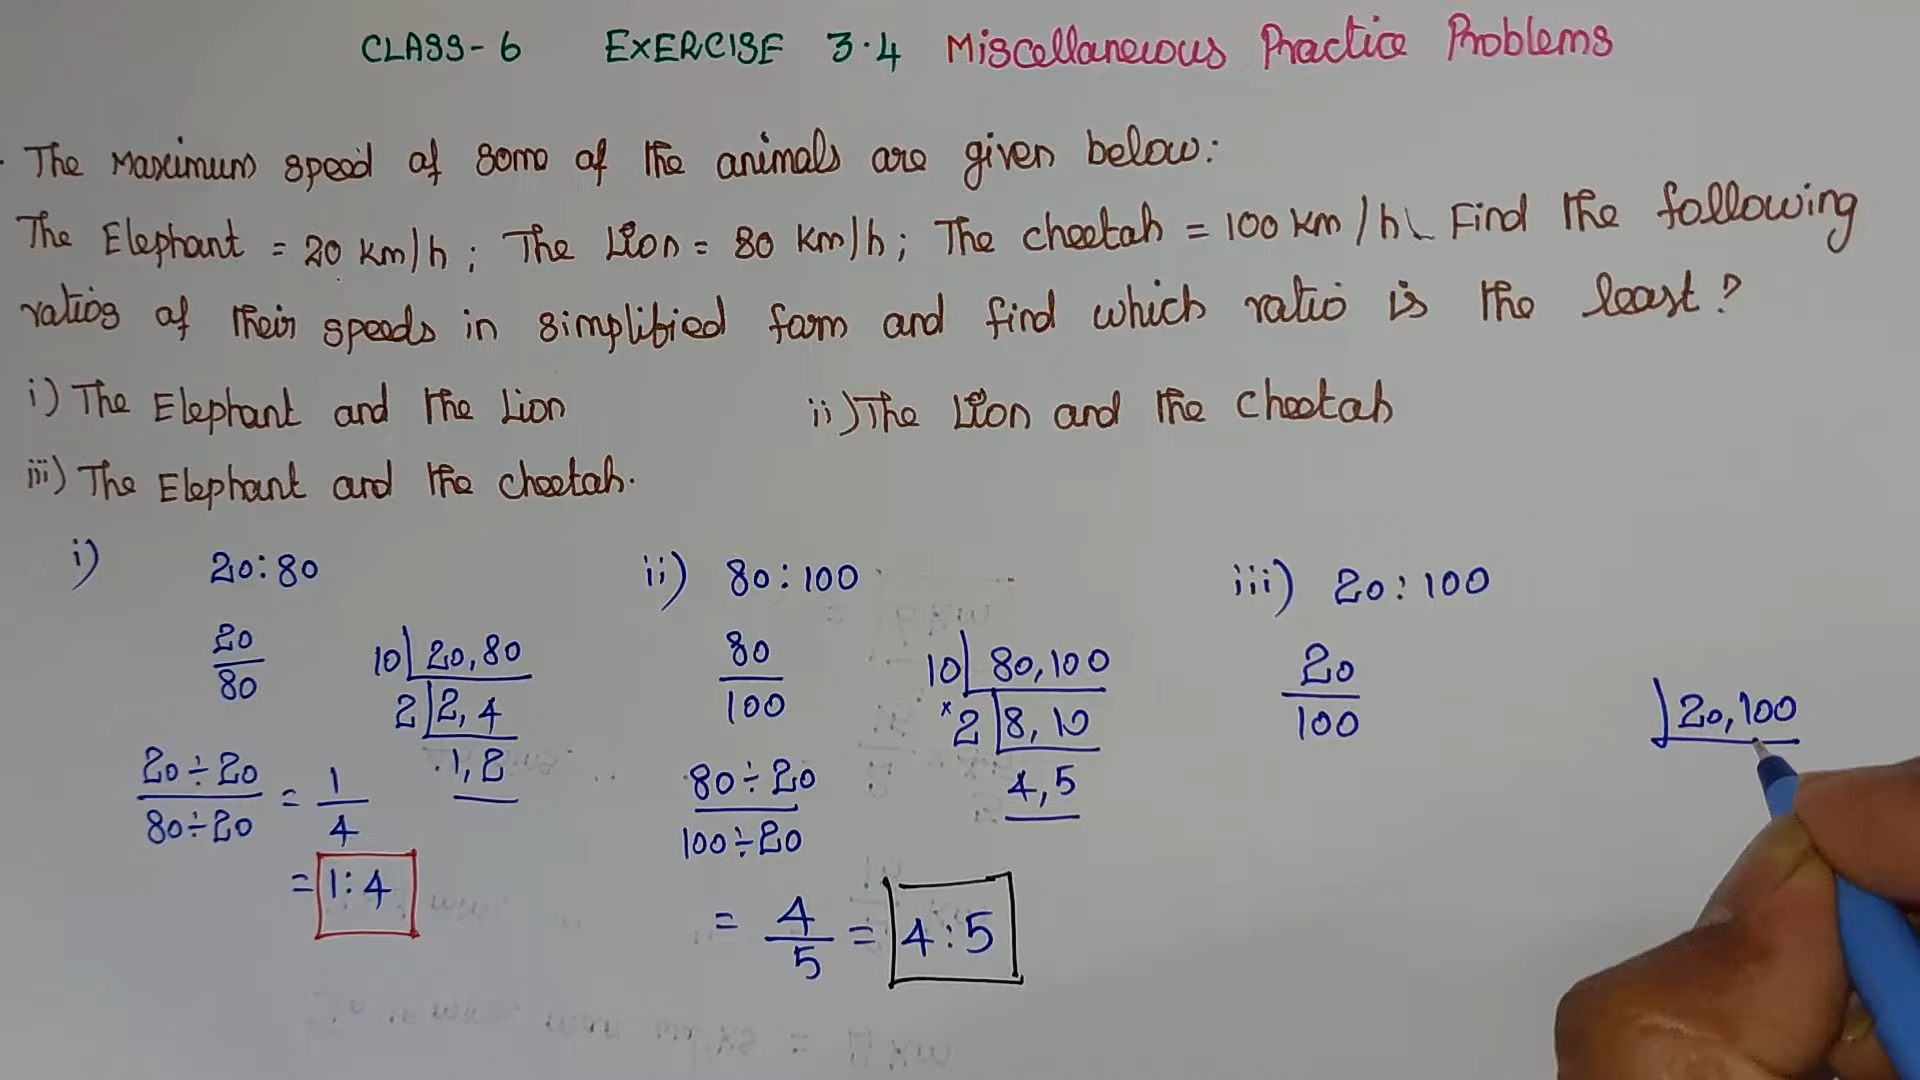 CLASS-6 EXERCISE 3.4 Miscellaneous Practice Problems
The Maximum speed of some of the animals are given below:
The Elephant = 20 km/h; The Lion = 80 km/h; The cheetah = 100 km/h. Find the following
ratios of their speeds in simplified form and find which ratio is the least?
i) The Elephant and the Lion
ii) The Lion and the cheetah
iii) The Elephant and the cheetah.
i) 20:80
20
80
10 20,80
2 2,4
1,2
20÷20
80÷20
= 1
4
= 1:4
ii) 80:100
80
100
10 80,100
× 2 8,10
4,5
80÷20
100÷20
= 4
5
= 4:5
iii) 20:100
20
100
20,100